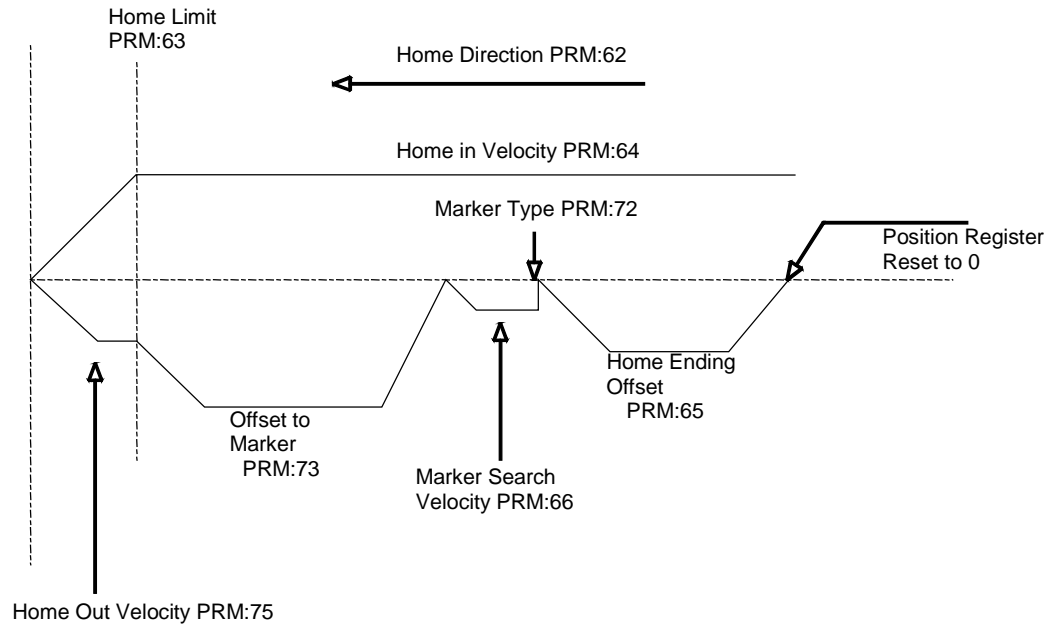 Home Limit
PRM:63
Home Direction PRM:62
Home in Velocity PRM:64
Marker Type PRM:72
Position Register
Reset to 0
Home Ending
Offset
PRM:65
Offset to
Marker
PRM:73
Marker Search
Velocity PRM:66
Home Out Velocity PRM:75